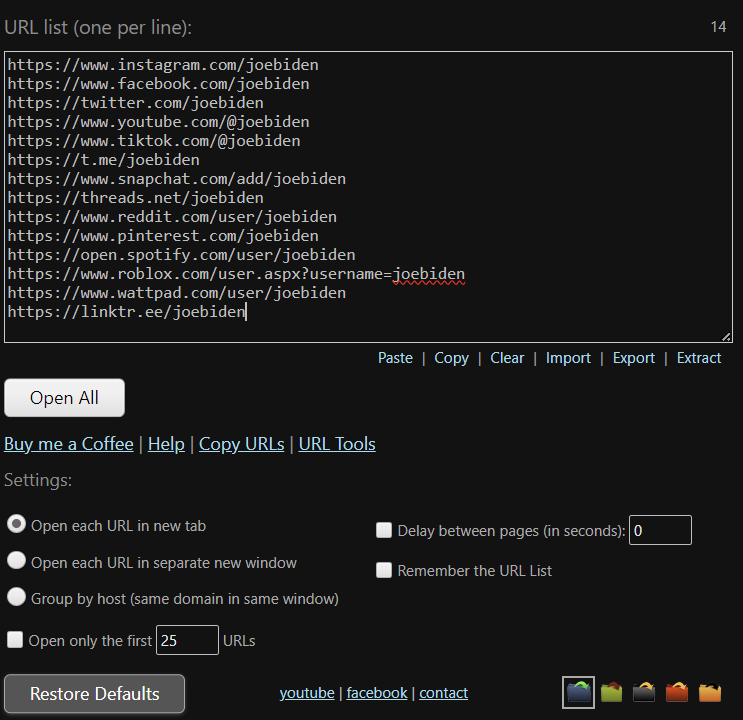 URL list (one per line):
14
https://www.instagram.com/joebiden
https://www.facebook.com/joebiden
https://twitter.com/joebiden
https://www.youtube.com/@joebiden
https://www.tiktok.com/@joebiden
https://t.me/joebiden
https://www.snapchat.com/add/joebiden
https://threads.net/joebiden
https://www.reddit.com/user/joebiden
https://www.pinterest.com/joebiden
https://open.spotify.com/user/joebiden
https://www.roblox.com/user.aspx?username=joebiden
https://www.wattpad.com/user/joebiden
https://linktr.ee/joebiden
Paste | Copy | Clear | Import | Export | Extract
Open All
Buy me a Coffee | Help | Copy URLs | URL Tools
Settings:
Open each URL in new tab
Delay between pages (in seconds): 0
Open each URL in separate new window
Remember the URL List
Group by host (same domain in same window)
Open only the first 25 URLs
Restore Defaults
youtube | facebook | contact